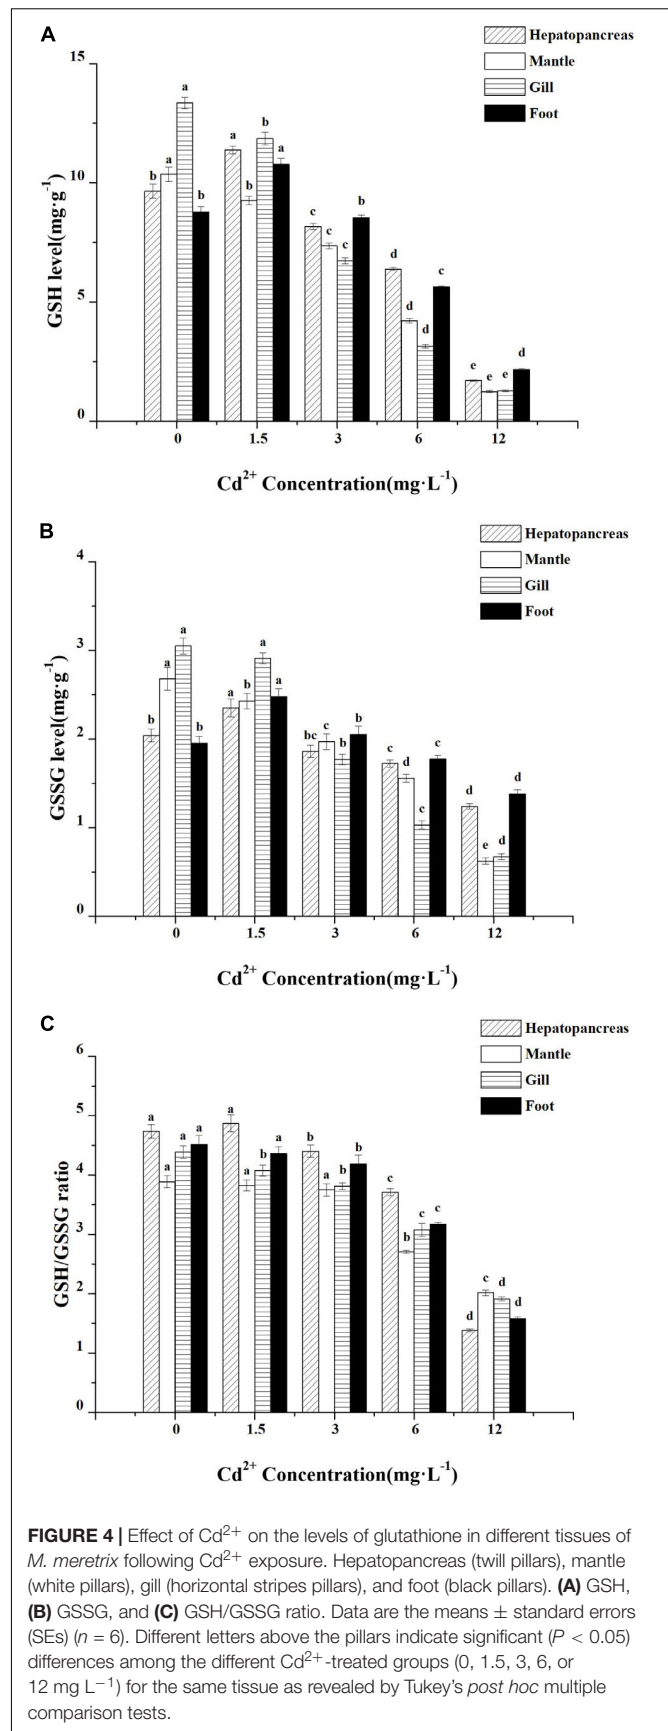 A
Hepatopancreas
Mantle
Gill
Foot
GSH level(mg·g⁻¹)
15
10
5
0
b a a b
a b b a
c c c b
d d d c
e e e d
0 1.5 3 6 12
Cd²⁺ Concentration(mg·L⁻¹)
B
Hepatopancreas
Mantle
Gill
Foot
GSSG level(mg·g⁻¹)
4
3
2
1
0
b a a b
a b a a
bc c b b
c d c c
d e d d
0 1.5 3 6 12
Cd²⁺ Concentration(mg·L⁻¹)
C
Hepatopancreas
Mantle
Gill
Foot
GSH/GSSG ratio
6
5
4
3
2
1
0
a a a a
a a b a
b a b b
c b c c
d c d d
0 1.5 3 6 12
Cd²⁺ Concentration(mg·L⁻¹)
FIGURE 4 | Effect of Cd²⁺ on the levels of glutathione in different tissues of
M. meretrix following Cd²⁺ exposure. Hepatopancreas (twill pillars), mantle
(white pillars), gill (horizontal stripes pillars), and foot (black pillars). (A) GSH,
(B) GSSG, and (C) GSH/GSSG ratio. Data are the means ± standard errors
(SEs) (n = 6). Different letters above the pillars indicate significant (P < 0.05)
differences among the different Cd²⁺-treated groups (0, 1.5, 3, 6, or
12 mg L−1) for the same tissue as revealed by Tukey's post hoc multiple
comparison tests.